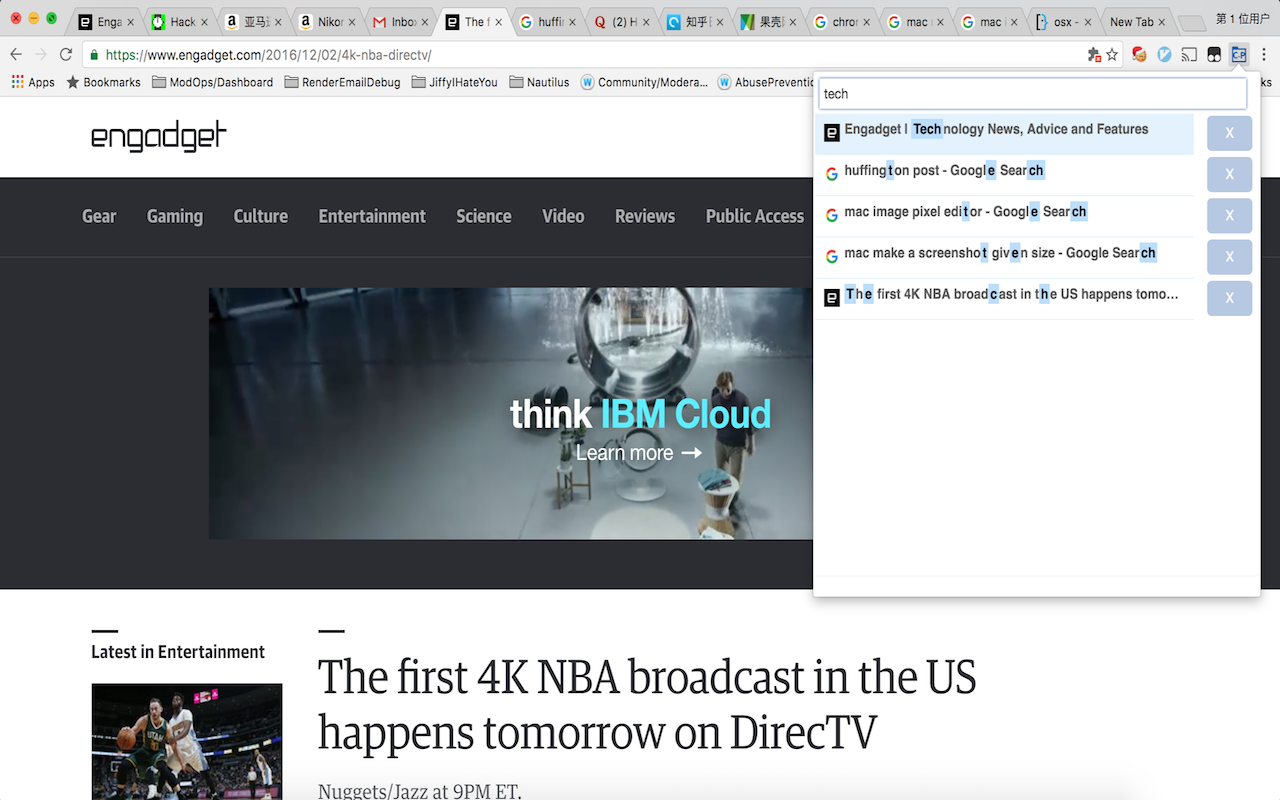 Enga
Hack
亚马逊
Nikon
Inbox
The f
huffin
(2) H
知乎
果壳
chron
mac
mac i
osx -
New Tab
第 1 位用户
https://www.engadget.com/2016/12/02/4k-nba-directv/
Apps
Bookmarks
ModOps/Dashboard
RenderEmailDebug
JiffyIHateYou
Nautilus
Community/Modera...
AbusePreventio
ks
tech
Engadget | Technology News, Advice and Features
X
huffington post - Google Search
X
mac image pixel editor - Google Search
X
mac make a screenshot given size - Google Search
X
The first 4K NBA broadcast in the US happens tomo...
X
engadget
Gear
Gaming
Culture
Entertainment
Science
Video
Reviews
Public Access
think IBM Cloud
Learn more →
Latest in Entertainment
The first 4K NBA broadcast in the US
happens tomorrow on DirecTV
Nuggets/Jazz at 9PM ET.